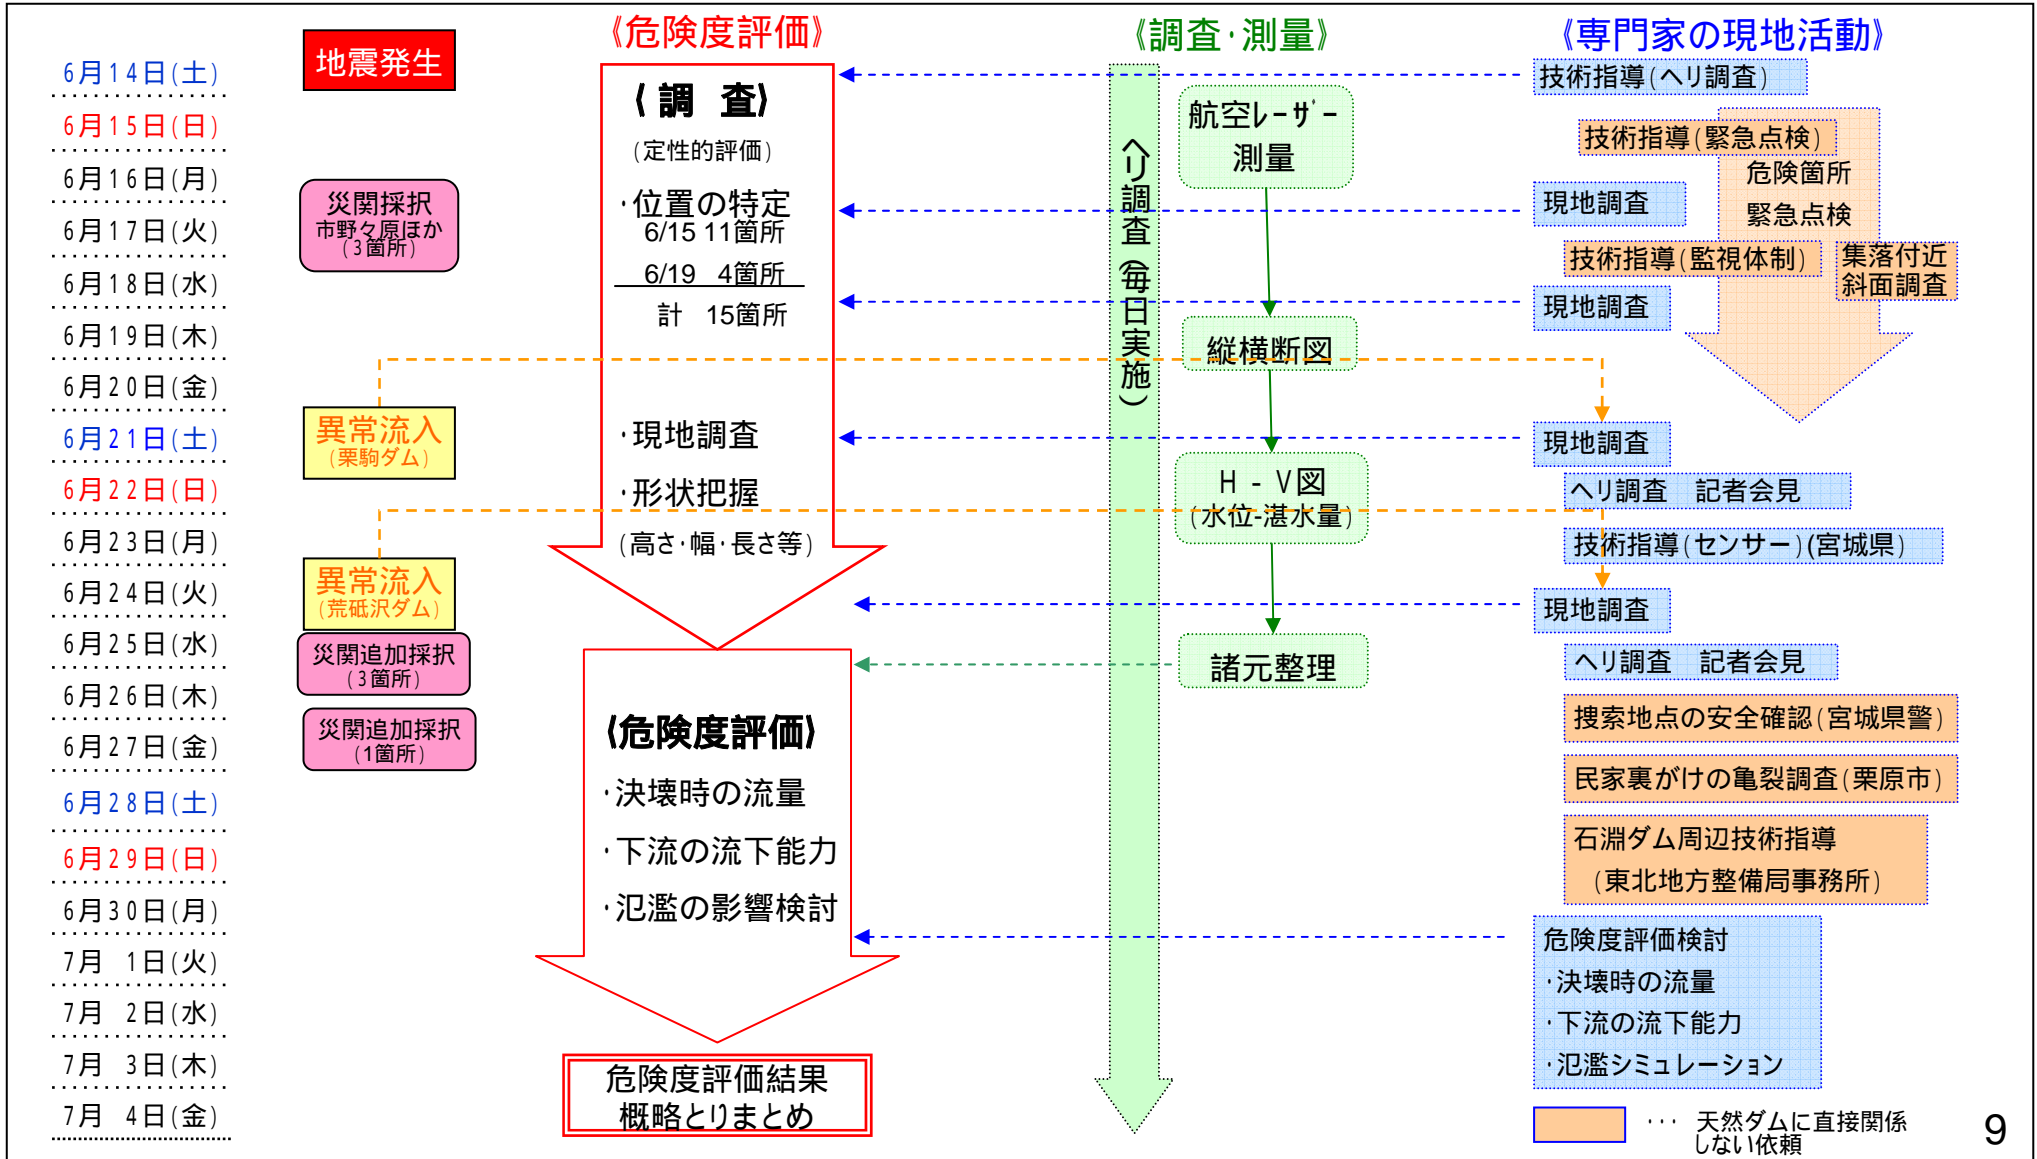 6月14日(土)
6月15日(日)
6月16日(月)
6月17日(火)
6月18日(水)
6月19日(木)
6月20日(金)
6月21日(土)
6月22日(日)
6月23日(月)
6月24日(火)
6月25日(水)
6月26日(木)
6月27日(金)
6月28日(土)
6月29日(日)
6月30日(月)
7月 1日(火)
7月 2日(水)
7月 3日(木)
7月 4日(金)
地震発生
災関採択
市野々原ほか
(3箇所)
異常流入
(栗駒ダム)
異常流入
(荒砥沢ダム)
災関追加採択
(3箇所)
災関追加採択
(1箇所)
《危険度評価》
《調 査》
(定性的評価)
・位置の特定
6/15 11箇所
6/19 4箇所
計 15箇所
・現地調査
・形状把握
(高さ・幅・長さ等)
《危険度評価》
・決壊時の流量
・下流の流下能力
・氾濫の影響検討
危険度評価結果
概略とりまとめ
《調査・測量》
ヘリ調査(毎日実施)
航空レーザー
測量
縦横断図
H - V図
(水位-湛水量)
諸元整理
《専門家の現地活動》
技術指導(ヘリ調査)
技術指導(緊急点検)
危険箇所
緊急点検
現地調査
技術指導(監視体制)
集落付近
斜面調査
現地調査
現地調査
ヘリ調査 記者会見
技術指導(センサー)(宮城県)
現地調査
ヘリ調査 記者会見
捜索地点の安全確認(宮城県警)
民家裏がけの亀裂調査(栗原市)
石淵ダム周辺技術指導
(東北地方整備局事務所)
危険度評価検討
・決壊時の流量
・下流の流下能力
・氾濫シミュレーション
・・・ 天然ダムに直接関係
しない依頼
9